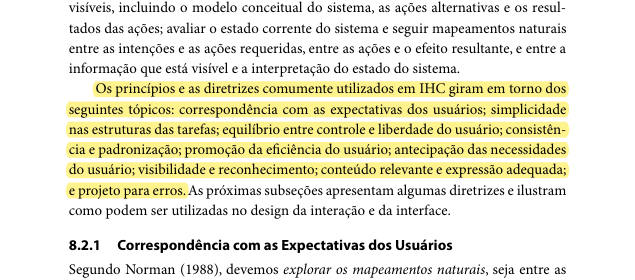 visíveis, incluindo o modelo conceitual do sistema, as ações alternativas e os resul-
tados das ações; avaliar o estado corrente do sistema e seguir mapeamentos naturais
entre as intenções e as ações requeridas, entre as ações e o efeito resultante, e entre a
informação que está visível e a interpretação do estado do sistema.
Os princípios e as diretrizes comumente utilizados em IHC giram em torno dos
seguintes tópicos: correspondência com as expectativas dos usuários; simplicidade
nas estruturas das tarefas; equilíbrio entre controle e liberdade do usuário; consistên-
cia e padronização; promoção da eficiência do usuário; antecipação das necessidades
do usuário; visibilidade e reconhecimento; conteúdo relevante e expressão adequada;
e projeto para erros. As próximas subseções apresentam algumas diretrizes e ilustram
como podem ser utilizadas no design da interação e da interface.
8.2.1 Correspondência com as Expectativas dos Usuários
Segundo Norman (1988), devemos explorar os mapeamentos naturais, seja entre as